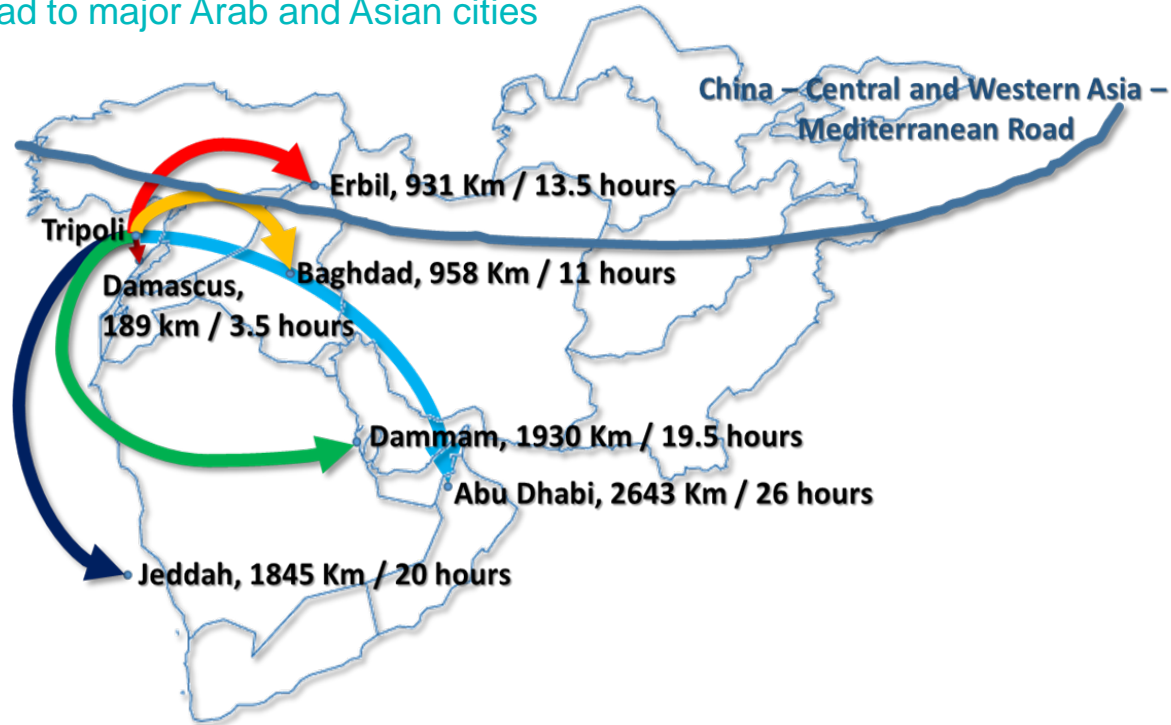 ad to major Arab and Asian cities
China – Central and Western Asia –
Mediterranean Road
Erbil, 931 Km / 13.5 hours
Tripoli
Baghdad, 958 Km / 11 hours
Damascus,
189 km / 3.5 hours
Dammam, 1930 Km / 19.5 hours
Abu Dhabi, 2643 Km / 26 hours
Jeddah, 1845 Km / 20 hours